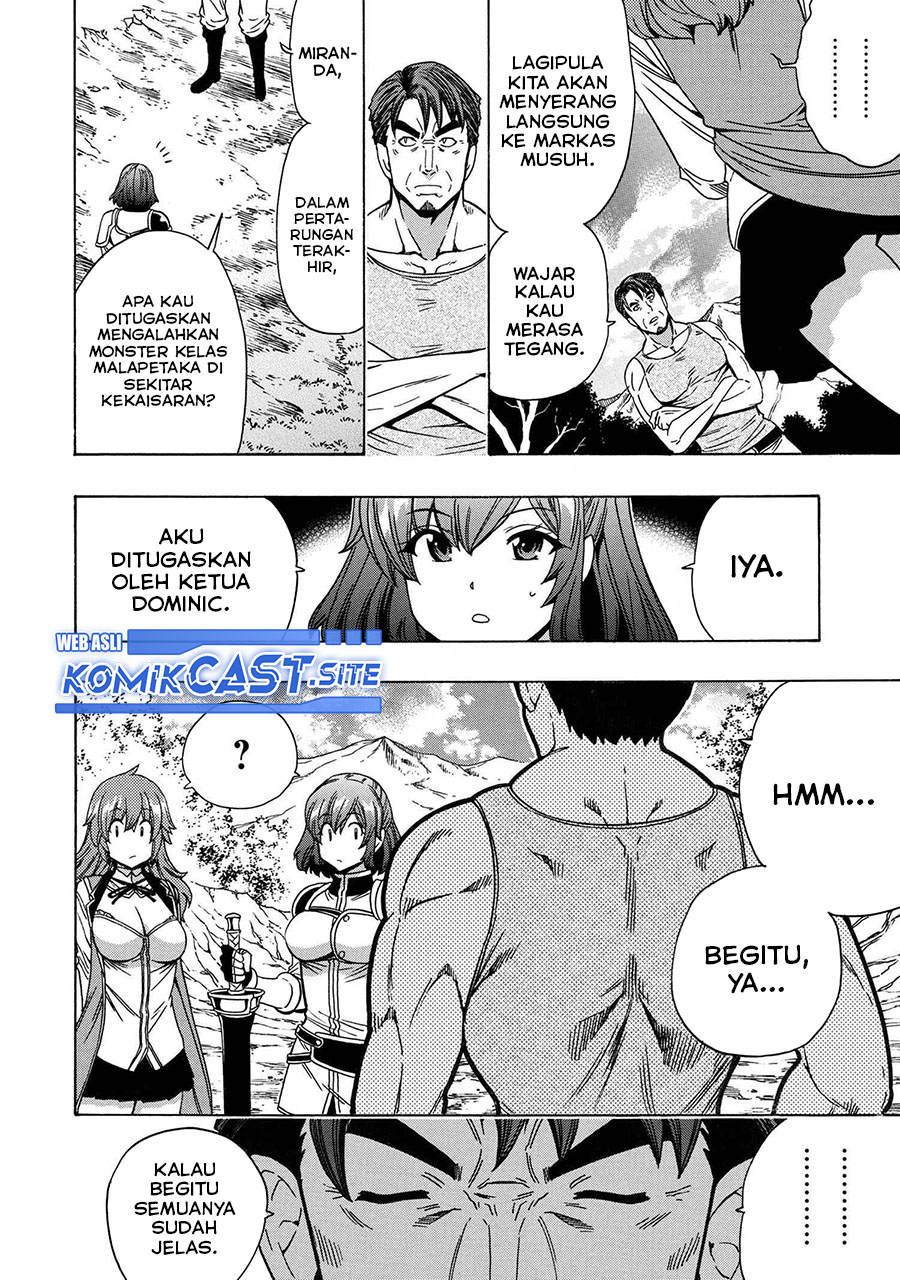 LAGIPULA
KITA AKAN
MENYERANG
LANGSUNG
KE MARKAS
MUSUH.
WAJAR
KALAU
KAU
MERASA
TEGANG.
MIRAN-
DA,
DALAM
PERTA-
RUNGAN
TERAK-
HIR,
APA KAU
DITUGASKAN
MENGALAHKAN
MONSTER KELAS
MALAPETAKA DI
SEKITAR
KEKAISARAN?
IYA.
AKU
DITUGASKAN
OLEH KETUA
DOMINIC.
WEB ASLI
KOMIKCAST.SITE
HMM...
BEGITU,
YA...
?
KALAU
BEGITU
SEMUANYA
SUDAH
JELAS.